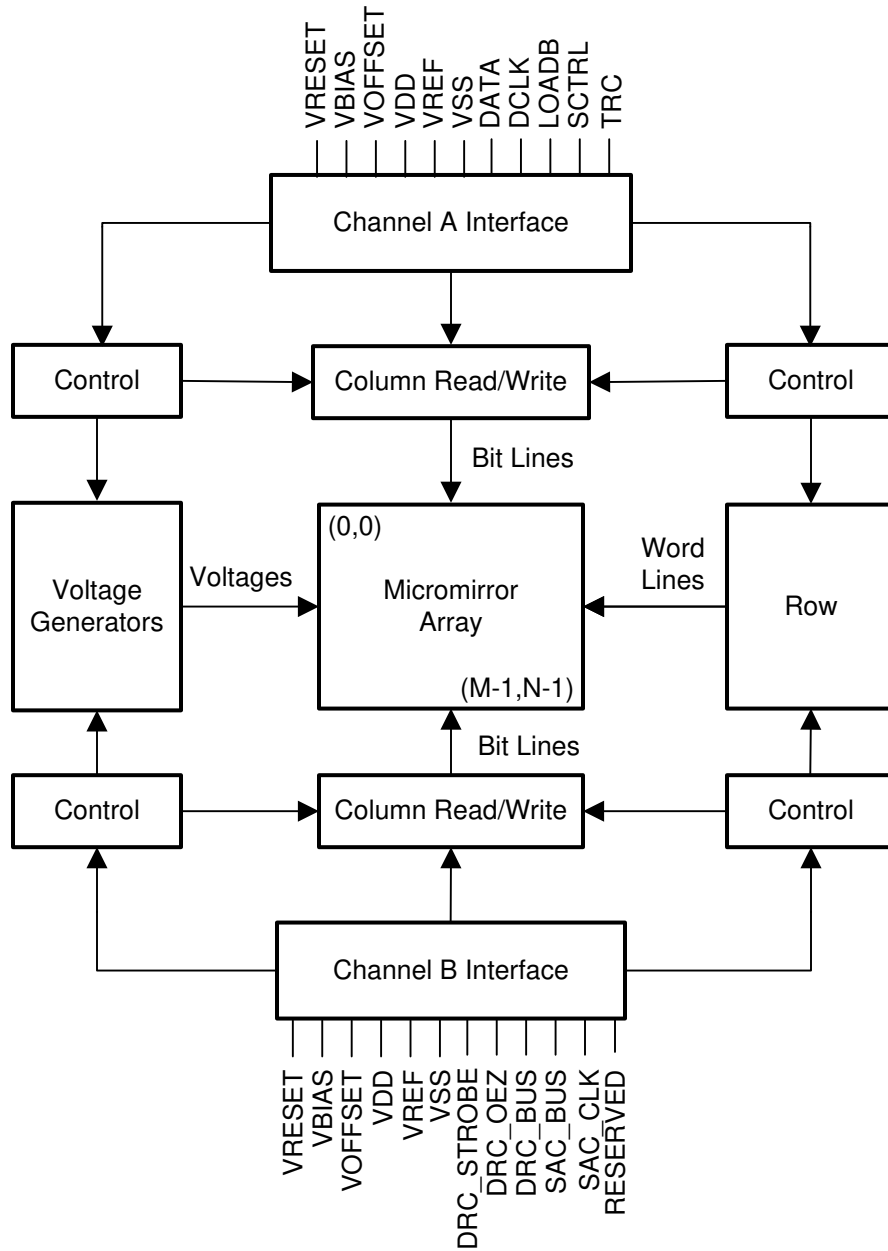 VRESET
VBIAS
VOFFSET
VDD
VREF
VSS
DATA
DCLK
LOADB
SCTRL
TRC
Channel A Interface
Control
Column Read/Write
Control
Bit Lines
(0,0)
Voltage
Generators
Voltages
Micromirror
Array
Word
Lines
Row
(M-1,N-1)
Bit Lines
Control
Column Read/Write
Control
Channel B Interface
VRESET
VBIAS
VOFFSET
VDD
VREF
VSS
DRC_STROBE
DRC_OEZ
DRC_BUS
SAC_BUS
SAC_CLK
RESERVED